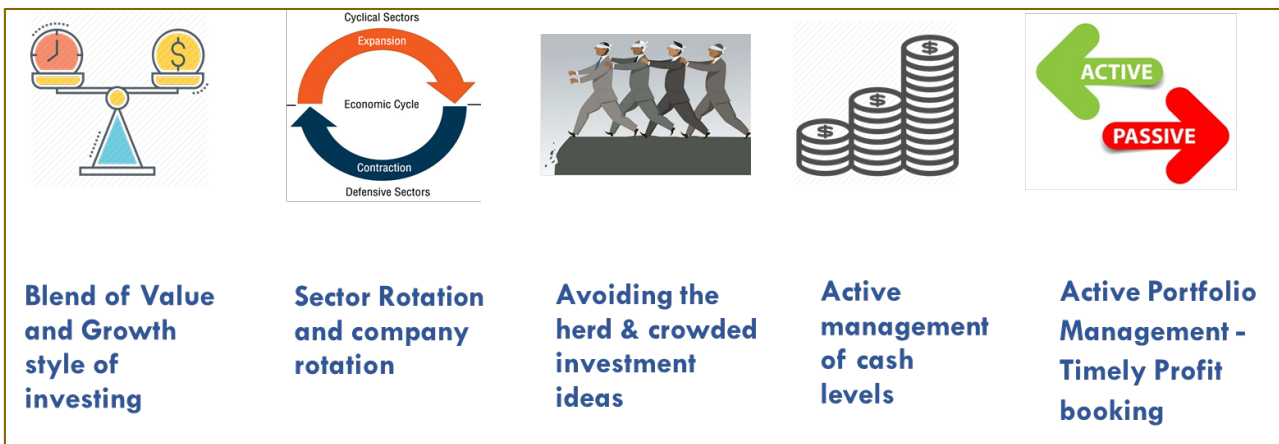 $
Cyclical Sectors
Expansion
Economic Cycle
Contraction
Defensive Sectors
$
$
$
ACTIVE
PASSIVE
Blend of Value
and Growth
style of
investing
Sector Rotation
and company
rotation
Avoiding the
herd & crowded
investment
ideas
Active
management
of cash
levels
Active Portfolio
Management -
Timely Profit
booking